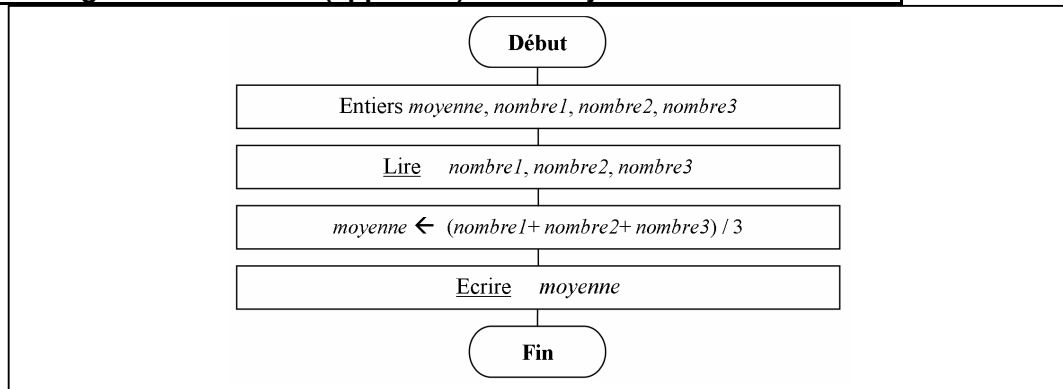 Début
Entiers moyenne, nombre1, nombre2, nombre3
Lire nombre1, nombre2, nombre3
moyenne ← (nombre1+ nombre2+ nombre3) / 3
Ecrire moyenne
Fin